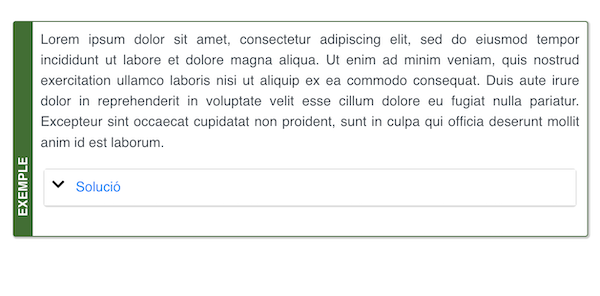 Lorem ipsum dolor sit amet, consectetur adipiscing elit, sed do eiusmod tempor
incididunt ut labore et dolore magna aliqua. Ut enim ad minim veniam, quis nostrud
exercitation ullamco laboris nisi ut aliquip ex ea commodo consequat. Duis aute irure
dolor in reprehenderit in voluptate velit esse cillum dolore eu fugiat nulla pariatur.
Excepteur sint occaecat cupidatat non proident, sunt in culpa qui officia deserunt mollit
anim id est laborum.
Solució
EXEMPLE